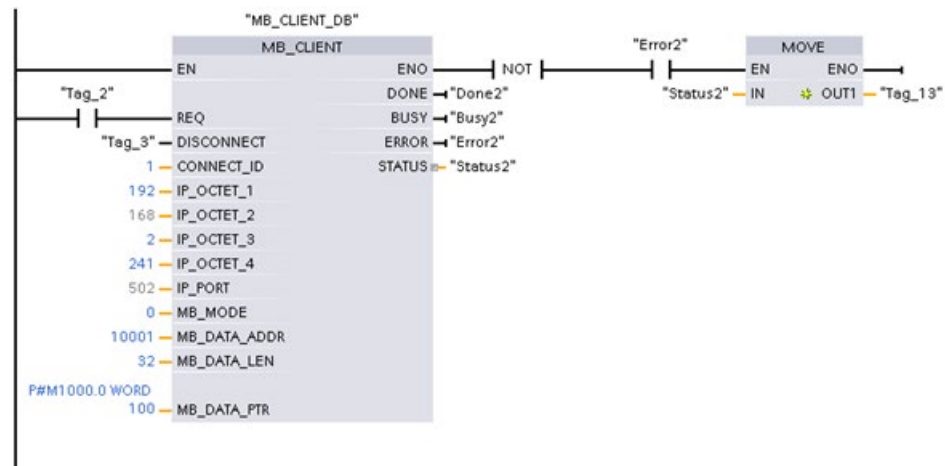 "MB_CLIENT_DB"
MB_CLIENT "Error2" MOVE
EN ENO NOT EN ENO
"Tag_2" DONE "Done2" "Status2" IN OUT1 "Tag_13"
REQ BUSY "Busy2"
"Tag_3" DISCONNECT ERROR "Error2"
1 CONNECT_ID STATUS "Status2"
192 IP_OCTET_1
168 IP_OCTET_2
2 IP_OCTET_3
241 IP_OCTET_4
502 IP_PORT
0 MB_MODE
10001 MB_DATA_ADDR
32 MB_DATA_LEN
P#M1000.0 WORD
100 MB_DATA_PTR